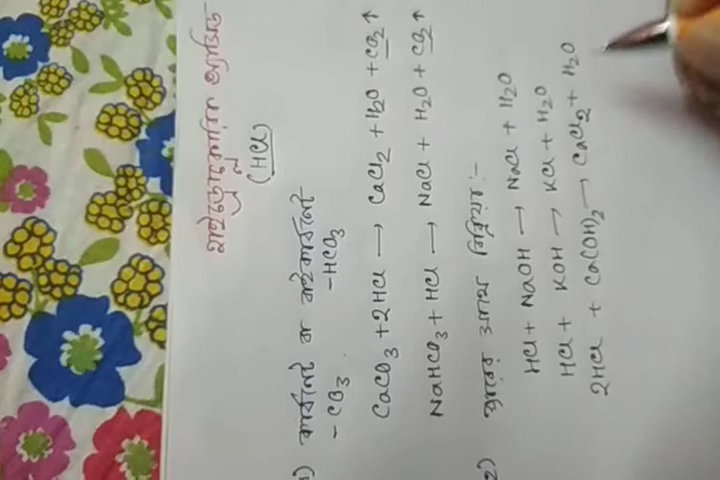 হাইড্রোক্লোরিক অ্যাসিড
(HCl)
1) কার্বনেট বা বাইকার্বনেট
-CO3 -HCO3
CaCO3 + 2HCl → CaCl2 + H2O + CO2↑
NaHCO3 + HCl → NaCl + H2O + CO2↑
2) ক্ষারের সাথে বিক্রিয়া:-
HCl + NaOH → NaCl + H2O
HCl + KOH → KCl + H2O
2HCl + Ca(OH)2 → CaCl2 + H2O